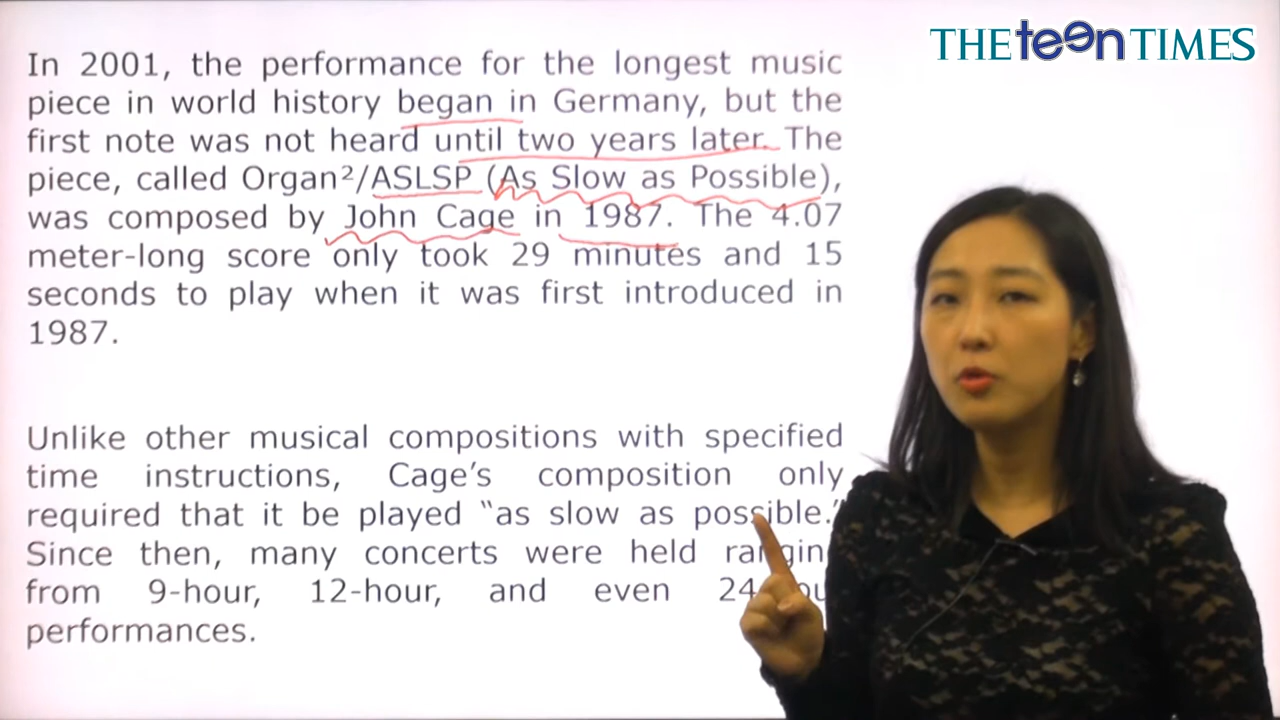 THE teen TIMES
In 2001, the performance for the longest music
piece in world history began in Germany, but the
first note was not heard until two years later. The
piece, called Organ²/ASLSP (As Slow as Possible),
was composed by John Cage in 1987. The 4.07
meter-long score only took 29 minutes and 15
seconds to play when it was first introduced in
1987.
Unlike other musical compositions with specified
time instructions, Cage's composition only
required that it be played "as slow as possible."
Since then, many concerts were held
from 9-hour, 12-hour, and even
performances.